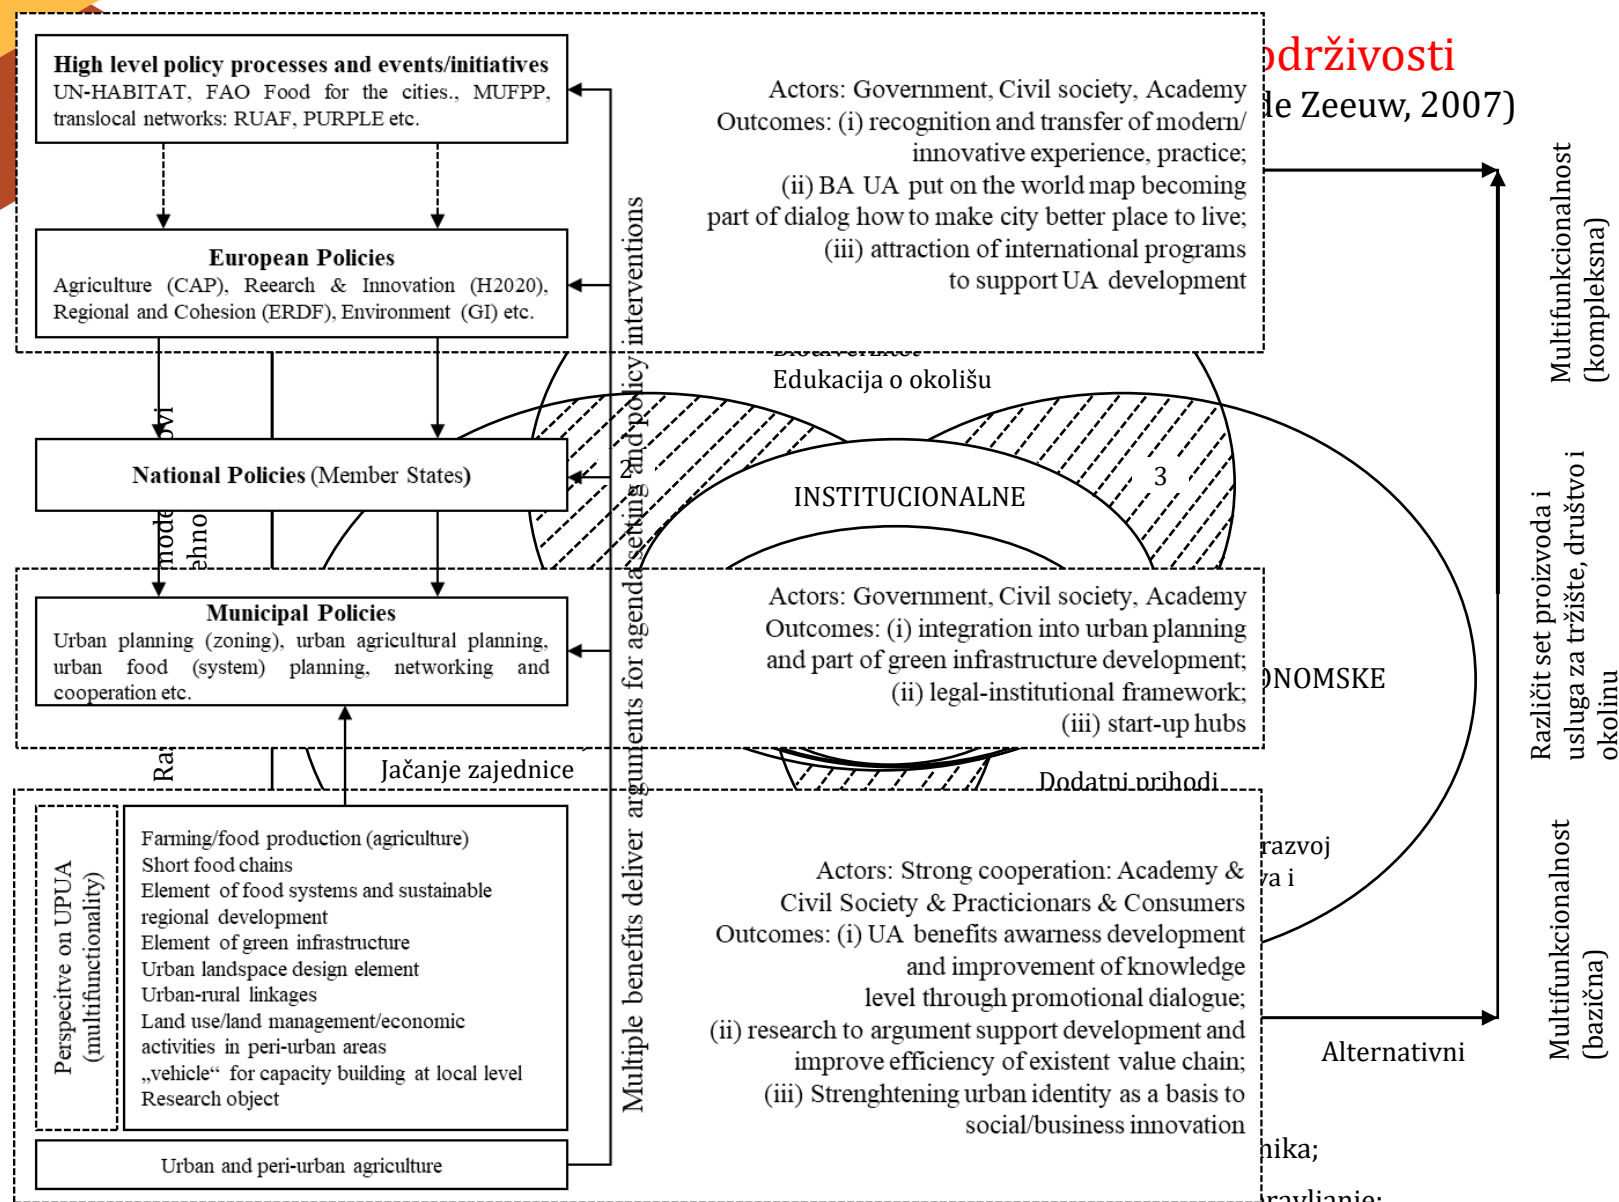 održivosti
de Zeeuw, 2007)
High level policy processes and events/initiatives
UN-HABITAT, FAO Food for the cities., MUFPP,
translocal networks: RUAF, PURPLE etc.
European Policies
Agriculture (CAP), Reearch & Innovation (H2020),
Regional and Cohesion (ERDF), Environment (GI) etc.
National Policies (Member States)
Municipal Policies
Urban planning (zoning), urban agricultural planning,
urban food (system) planning, networking and
cooperation etc.
Perspecitve on UPUA
(multifunctionality)
Farming/food production (agriculture)
Short food chains
Element of food systems and sustainable
regional development
Element of green infrastructure
Urban landspace design element
Urban-rural linkages
Land use/land management/economic
activities in peri-urban areas
„vehicle“ for capacity building at local level
Research object
Urban and peri-urban agriculture
Multiple benefits deliver arguments for agenda setting and policy interventions
Actors: Government, Civil society, Academy
Outcomes: (i) recognition and transfer of modern/
innovative experience, practice;
(ii) BA UA put on the world map becoming
part of dialog how to make city better place to live;
(iii) attraction of international programs
to support UA development
Edukacija o okolišu
2
3
INSTITUCIONALNE
Actors: Government, Civil society, Academy
Outcomes: (i) integration into urban planning
and part of green infrastructure development;
(ii) legal-institutional framework;
(iii) start-up hubs
ONOMSKE
Jačanje zajednice
Dodatni prihodi
razvoj
va i
Actors: Strong cooperation: Academy &
Civil Society & Practicionars & Consumers
Outcomes: (i) UA benefits awarness development
and improvement of knowledge
level through promotional dialogue;
(ii) research to argument support development and
improve efficiency of existent value chain;
(iii) Strenghtening urban identity as a basis to
social/business innovation
Alternativni
nika;
Multifunkcionalnost
(kompleksna)
Različit set proizvoda i
usluga za tržište, društvo i
okolinu
Multifunkcionalnost
(bazična)